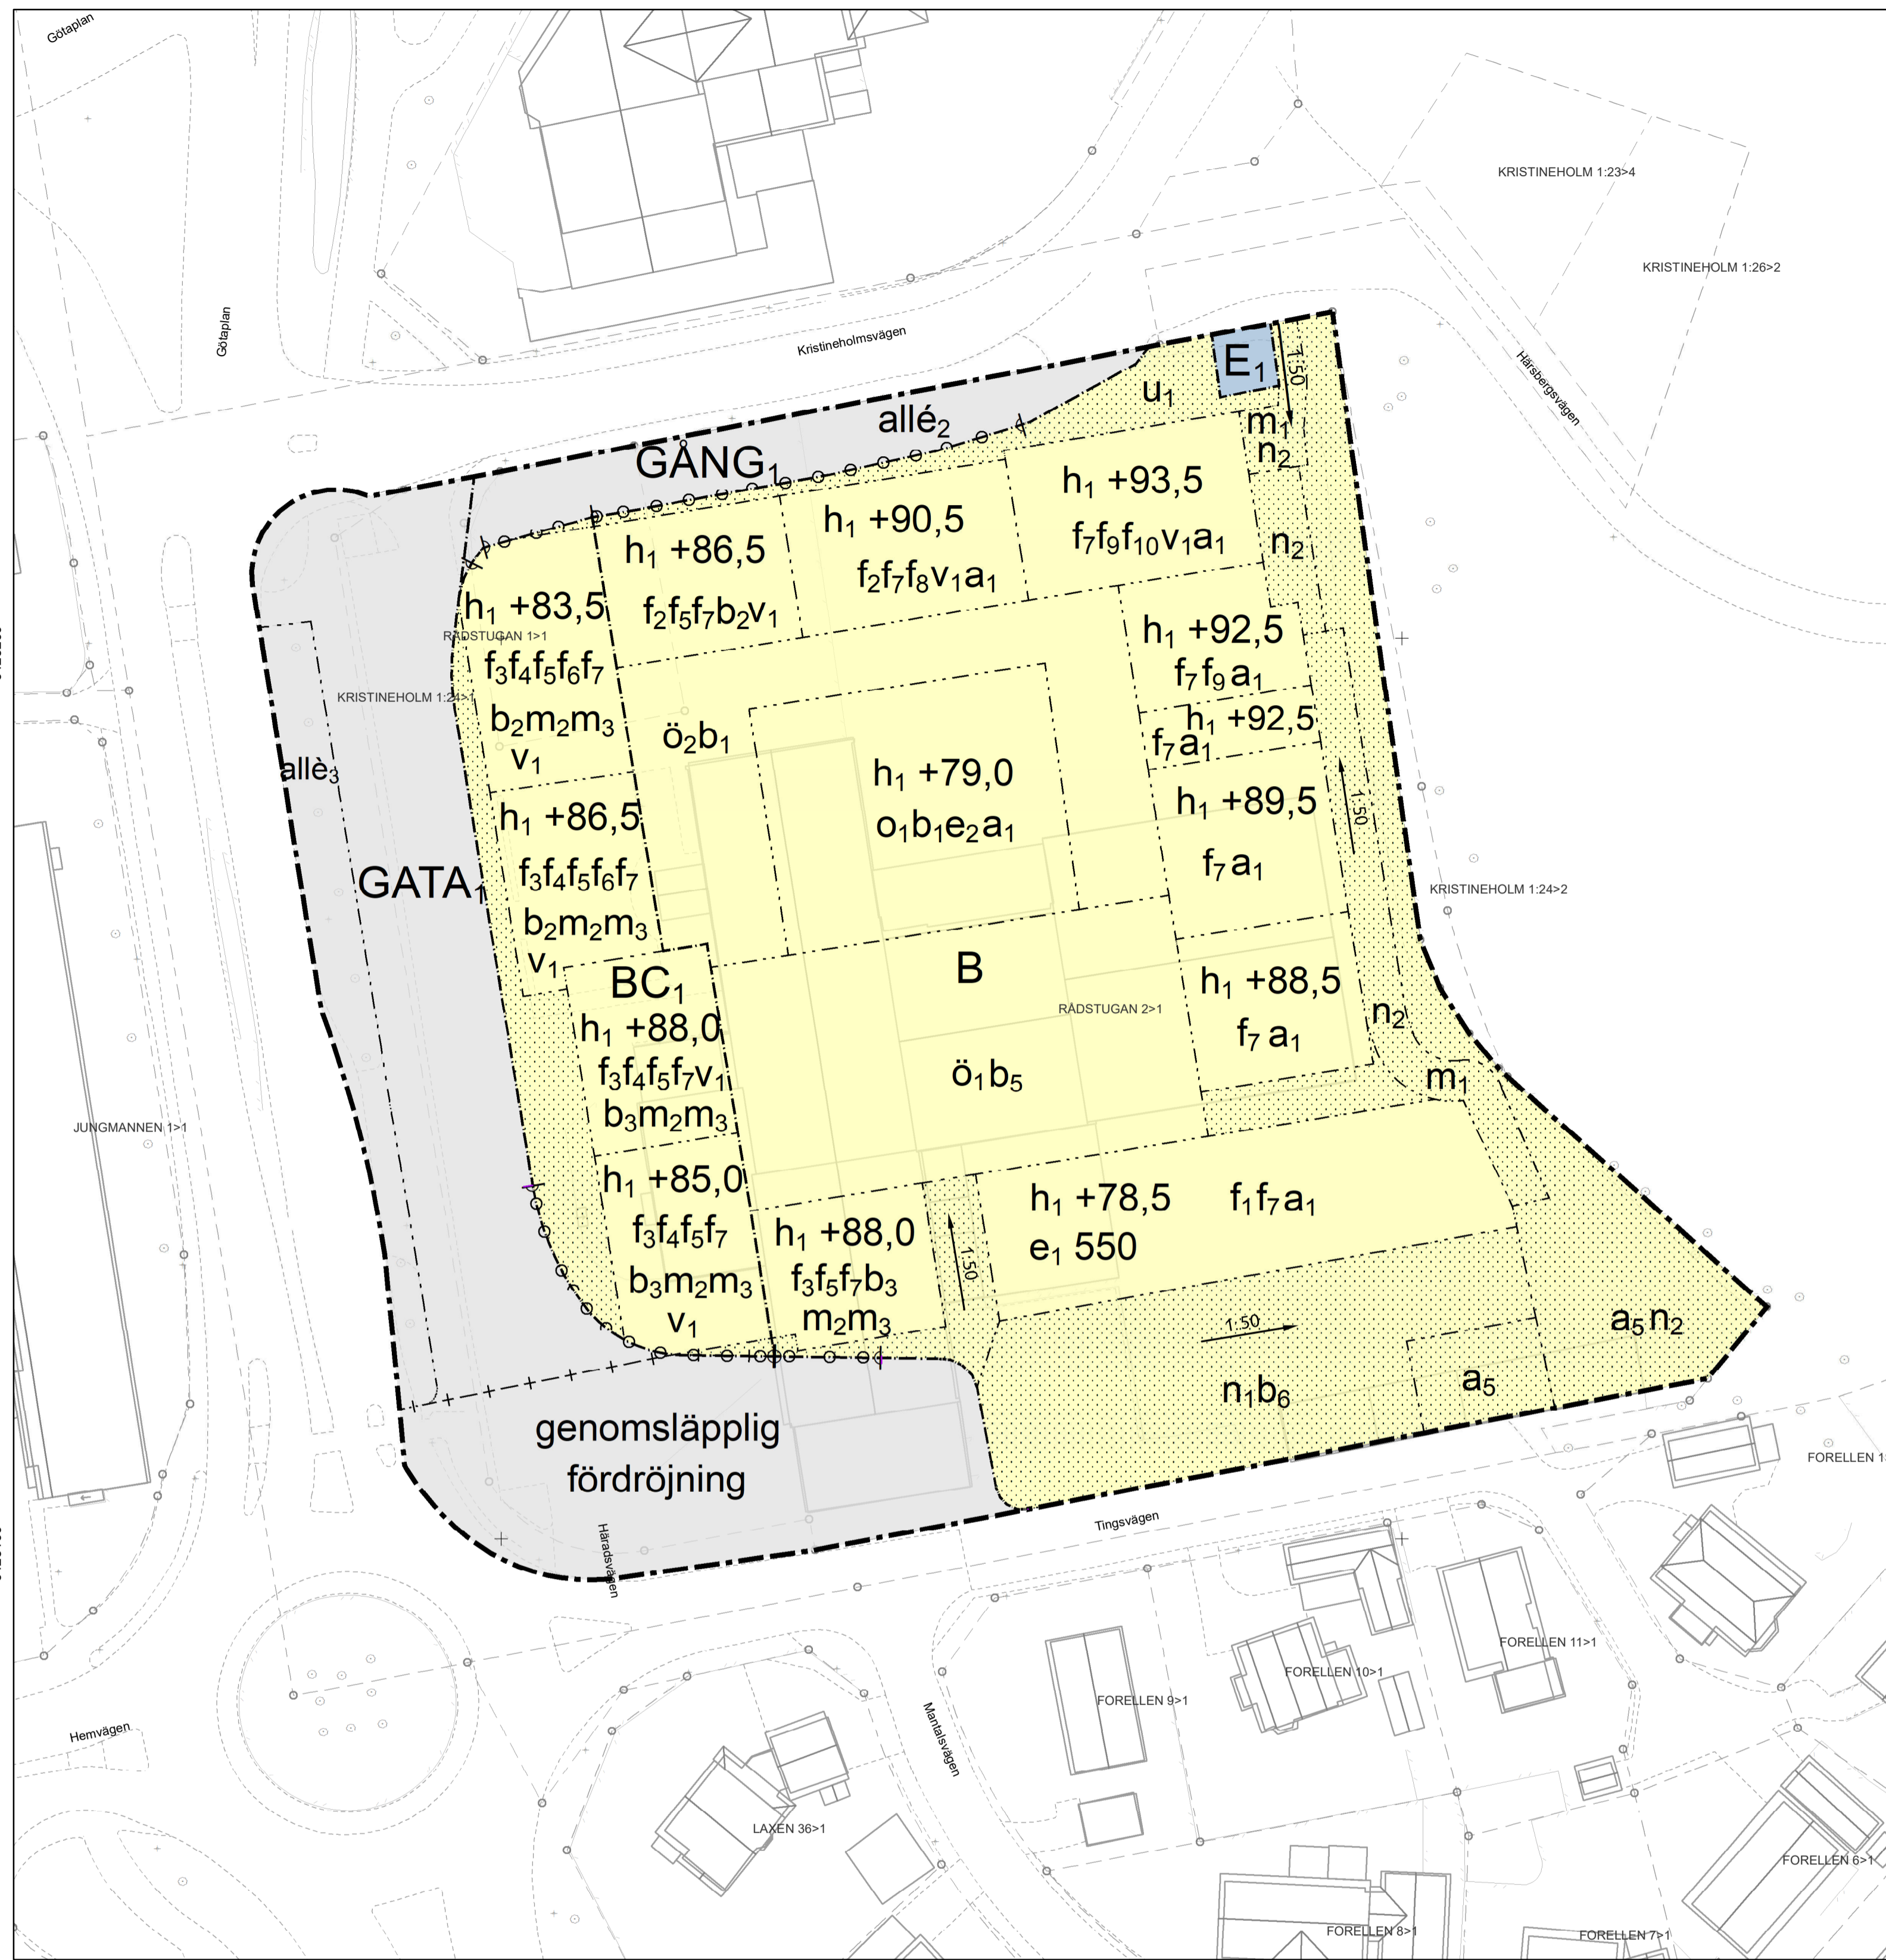 Götaplan
KRISTINEHOLM 1:23>4
KRISTINEHOLM 1:26>2
Götaplan
Kristineholmsvägen
Härsbergsvägen
E₁
1:50
u₁
allé₂
m₁
n₂
GÅNG₁
h₁ +93,5
f₇f₉f₁₀v₁a₁
h₁ +90,5
f₂f₇f₈v₁a₁
n₂
h₁ +86,5
f₂f₅f₇b₂v₁
h₁ +83,5
RÅDSTUGAN 1>1
f₃f₄f₅f₆f₇
b₂m₂m₃
v₁
KRISTINEHOLM 1:24>1
h₁ +92,5
f₇f₉a₁
h₁ +92,5
f₇a₁
ö₂b₁
allè₃
h₁ +79,0
o₁b₁e₂a₁
h₁ +89,5
f₇a₁
1:50
h₁ +86,5
f₃f₄f₅f₆f₇
b₂m₂m₃
v₁
GATA₁
KRISTINEHOLM 1:24>2
BC₁
h₁ +88,0
f₃f₄f₅f₇v₁
b₃m₂m₃
B
RÅDSTUGAN 2>1
ö₁b₅
h₁ +88,5
f₇a₁
n₂
m₁
JUNGMANNEN 1>1
h₁ +85,0
f₃f₄f₅f₇
b₃m₂m₃
v₁
h₁ +88,0
f₃f₅f₇b₃
m₂m₃
1:50
h₁ +78,5 f₁f₇a₁
e₁ 550
1:50
a₅n₂
n₁b₆
a₅
genomsläpplig
fördröjning
Häradsvägen
Tingsvägen
FORELLEN 11>1
FORELLEN 10>1
FORELLEN 9>1
Mantalsvägen
Hemvägen
LAXEN 36>1
FORELLEN 6>1
FORELLEN 8>1
FORELLEN 7>1